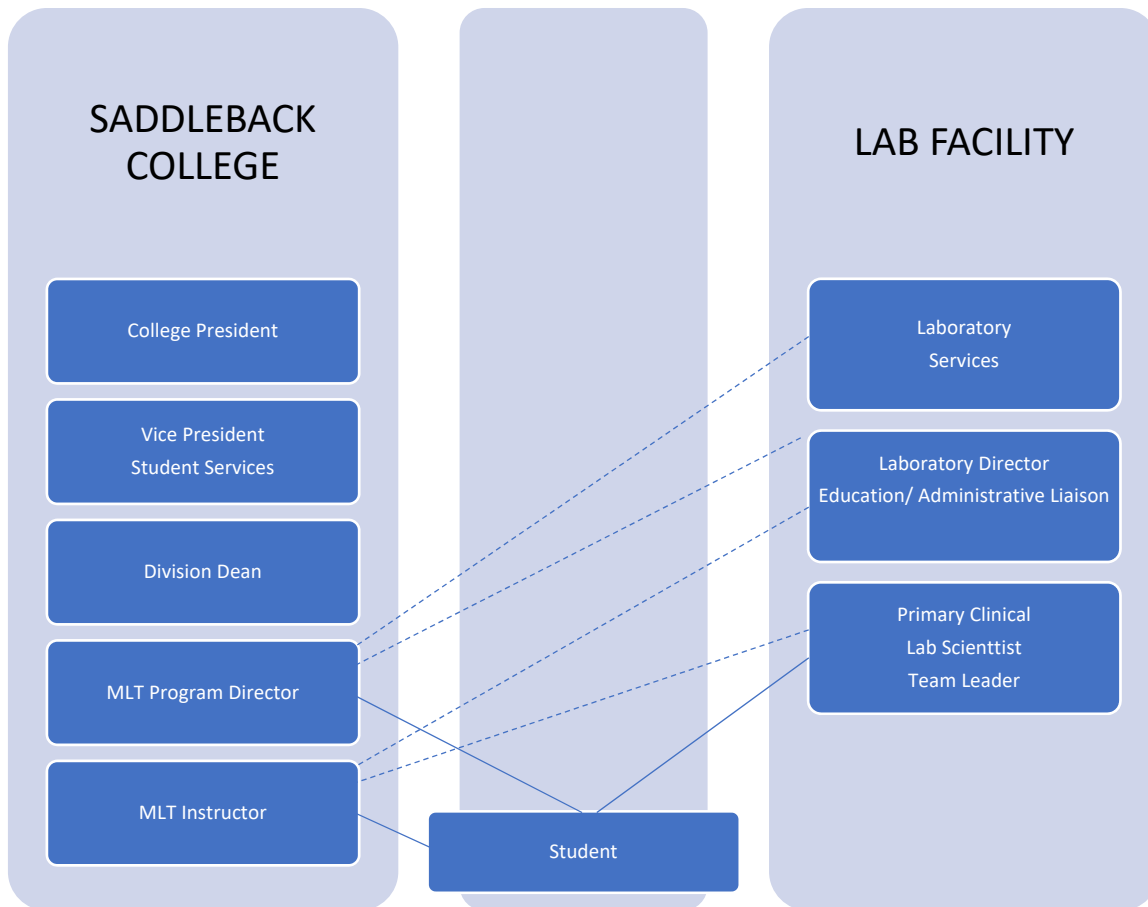 SADDLEBACK
COLLEGE
College President
Vice President
Student Services
Division Dean
MLT Program Director
MLT Instructor
Student
LAB FACILITY
Laboratory
Services
Laboratory Director
Education/ Administrative Liaison
Primary Clinical
Lab Scienttist
Team Leader